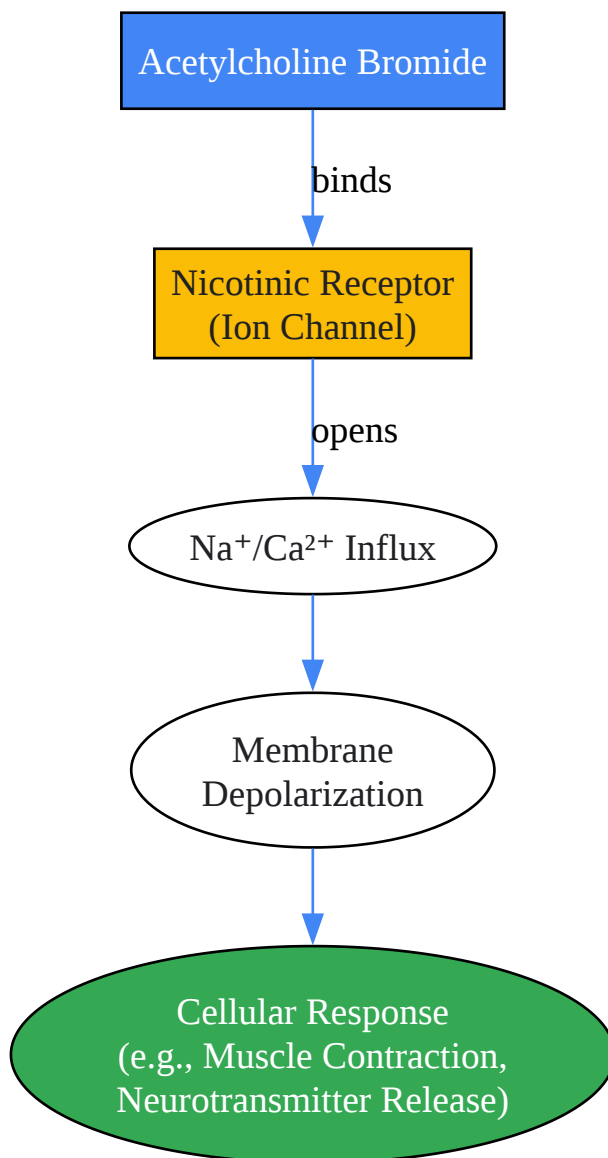 Acetylcholine Bromide
binds
Nicotinic Receptor
(Ion Channel)
opens
Na⁺/Ca²⁺ Influx
Membrane
Depolarization
Cellular Response
(e.g., Muscle Contraction,
Neurotransmitter Release)